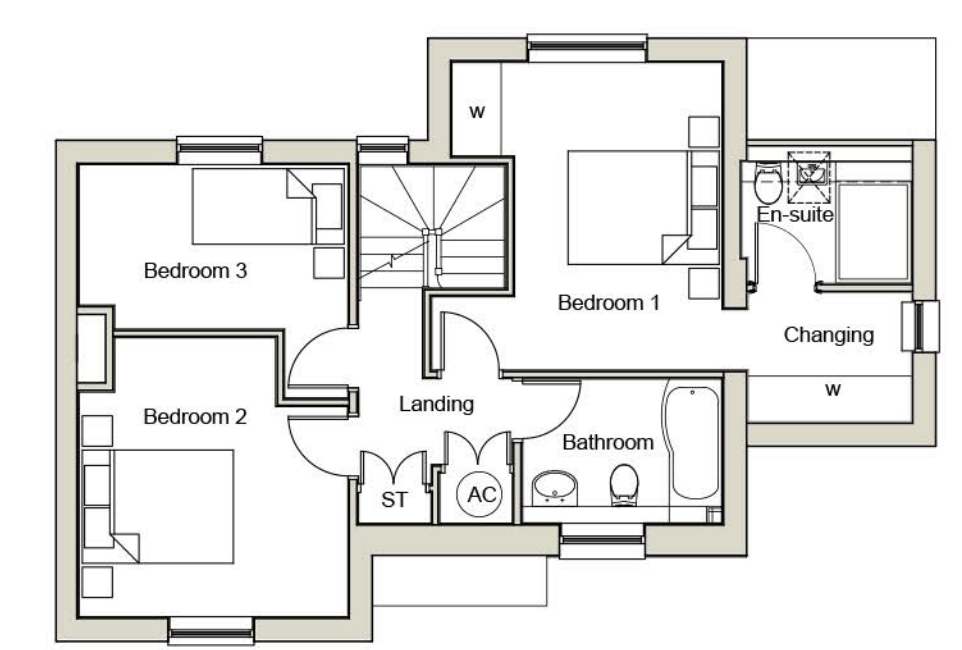 w
En-suite
Bedroom 3
Bedroom 1
Changing
w
Landing
Bedroom 2
Bathroom
ST
AC